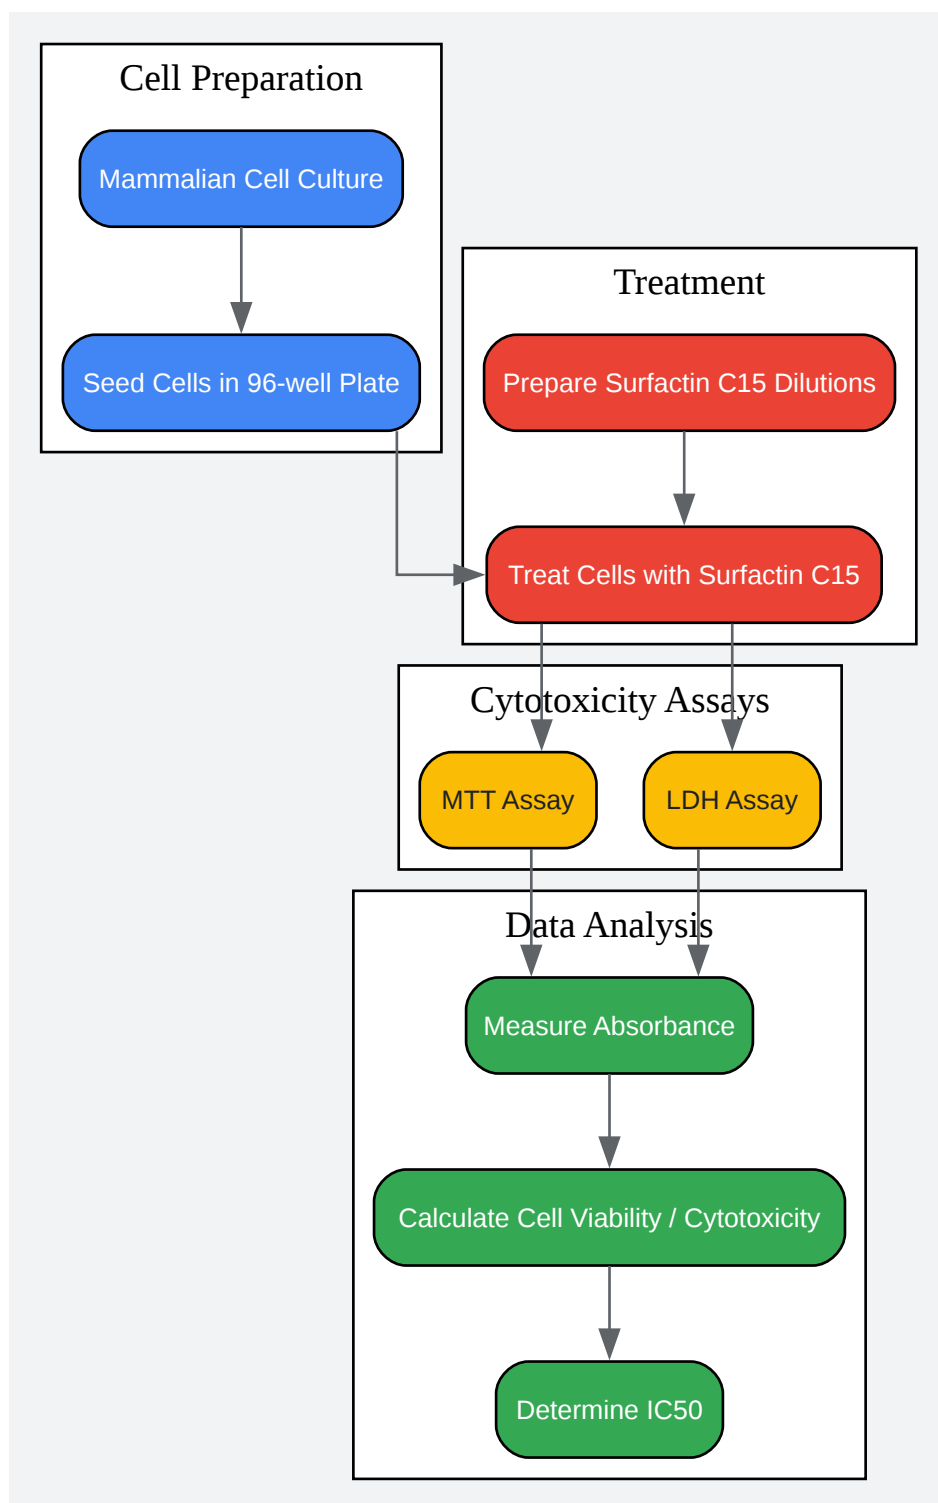 Cell Preparation
Mammalian Cell Culture
Seed Cells in 96-well Plate
Treatment
Prepare Surfactin C15 Dilutions
Treat Cells with Surfactin C15
Cytotoxicity Assays
MTT Assay
LDH Assay
Data Analysis
Measure Absorbance
Calculate Cell Viability / Cytotoxicity
Determine IC50